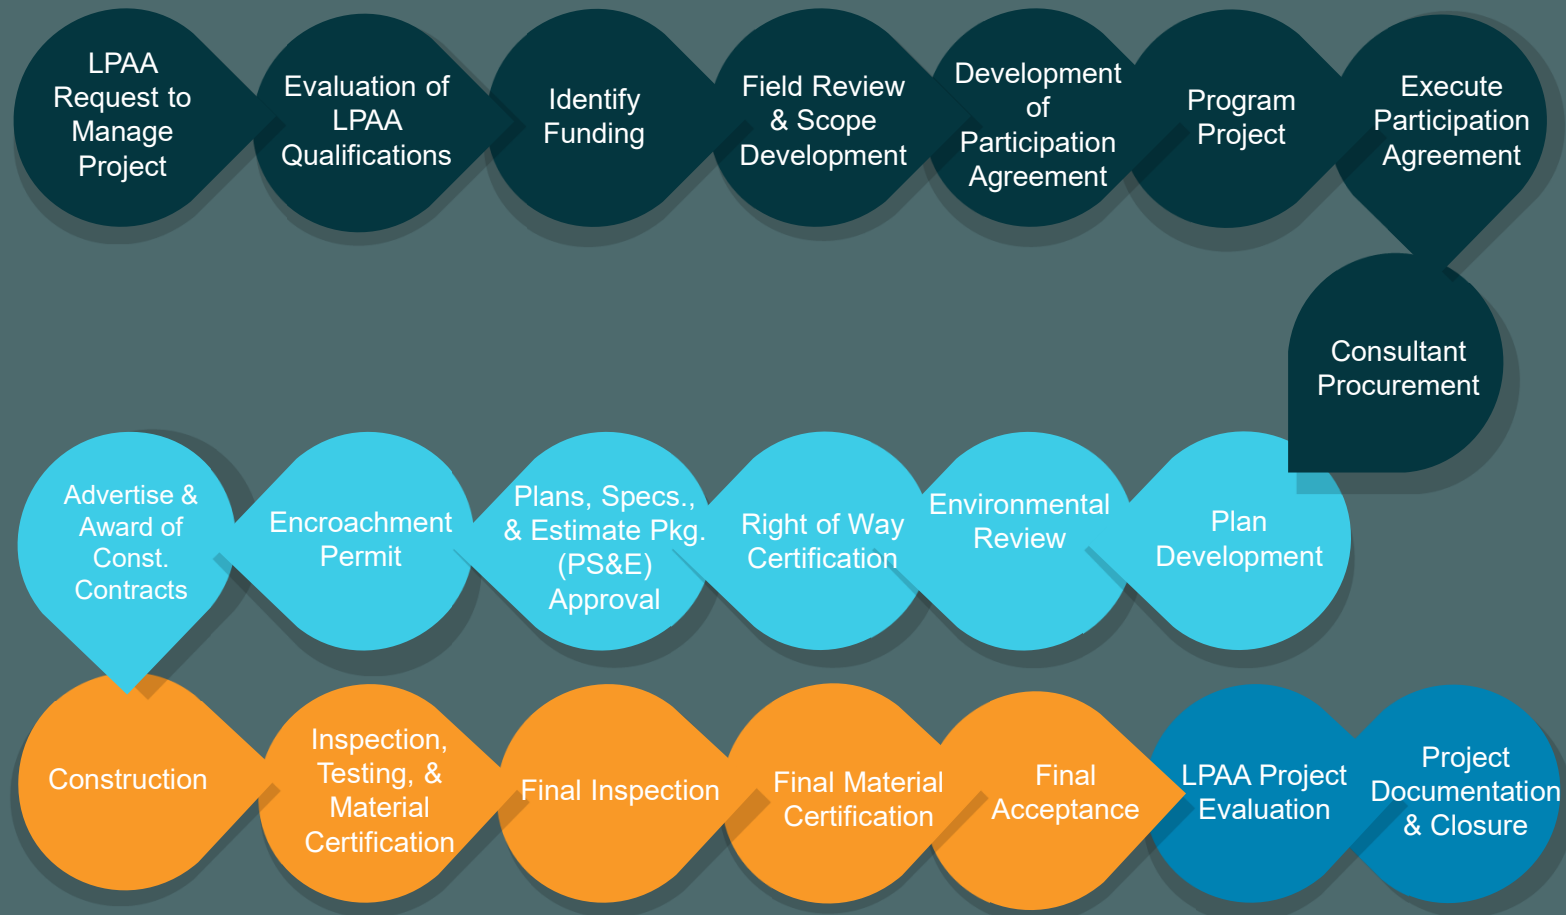 LPAA
Request to
Manage
Project
Evaluation of
LPAA
Qualifications
Identify
Funding
Field Review
& Scope
Development
Development
of
Participation
Agreement
Program
Project
Execute
Participation
Agreement
Consultant
Procurement
Plan
Development
Environmental
Review
Right of Way
Certification
Plans, Specs.,
& Estimate Pkg.
(PS&E)
Approval
Encroachment
Permit
Advertise &
Award of
Const.
Contracts
Construction
Inspection,
Testing, &
Material
Certification
Final Inspection
Final Material
Certification
Final
Acceptance
LPAA Project
Evaluation
Project
Documentation
& Closure